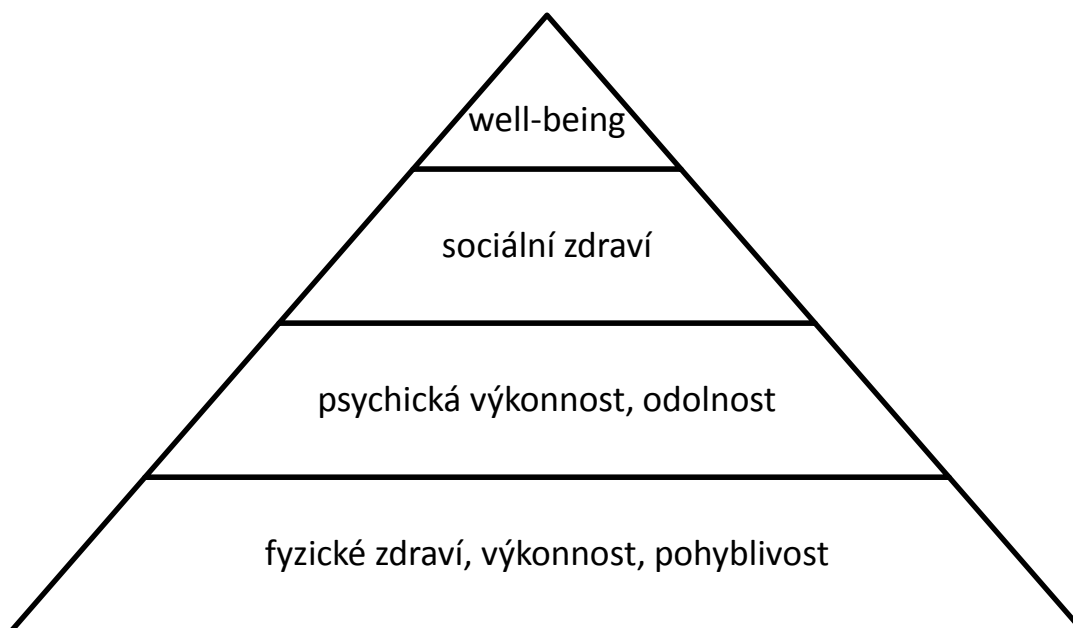 well-being
sociální zdraví
psychická výkonnost, odolnost
fyzické zdraví, výkonnost, pohyblivost